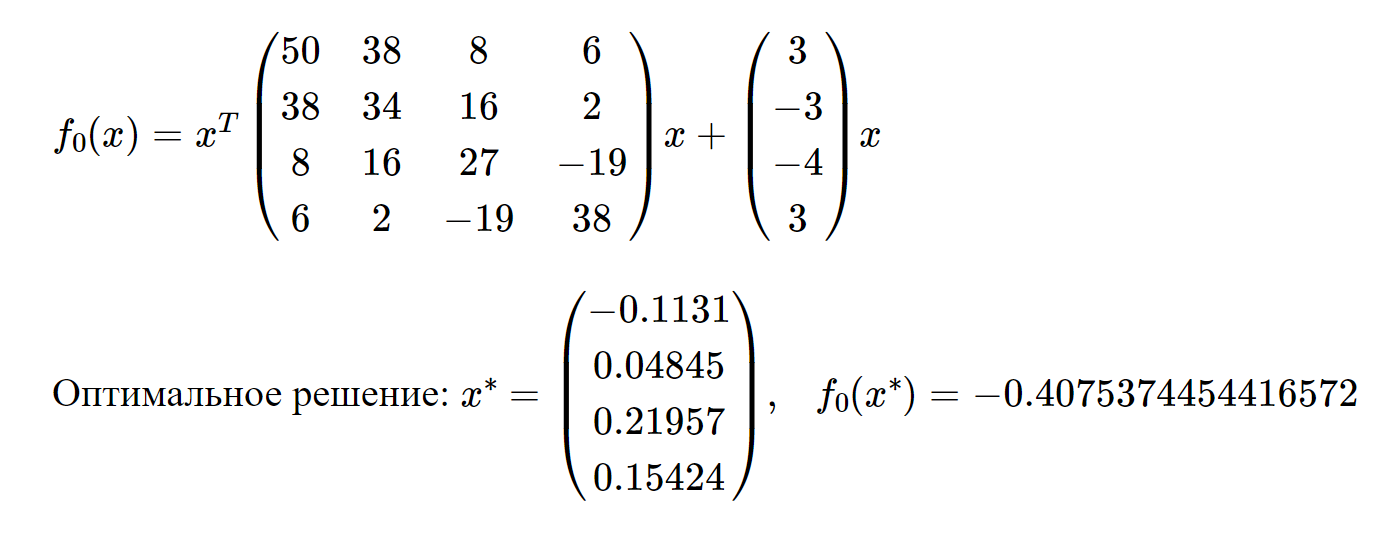 f₀(x) = xᵀ (50 38 8 6; 38 34 16 2; 8 16 27 −19; 6 2 −19 38) x + (3; −3; −4; 3) x
Оптимальное решение: x* = (−0.1131; 0.04845; 0.21957; 0.15424), f₀(x*) = −0.4075374454416572